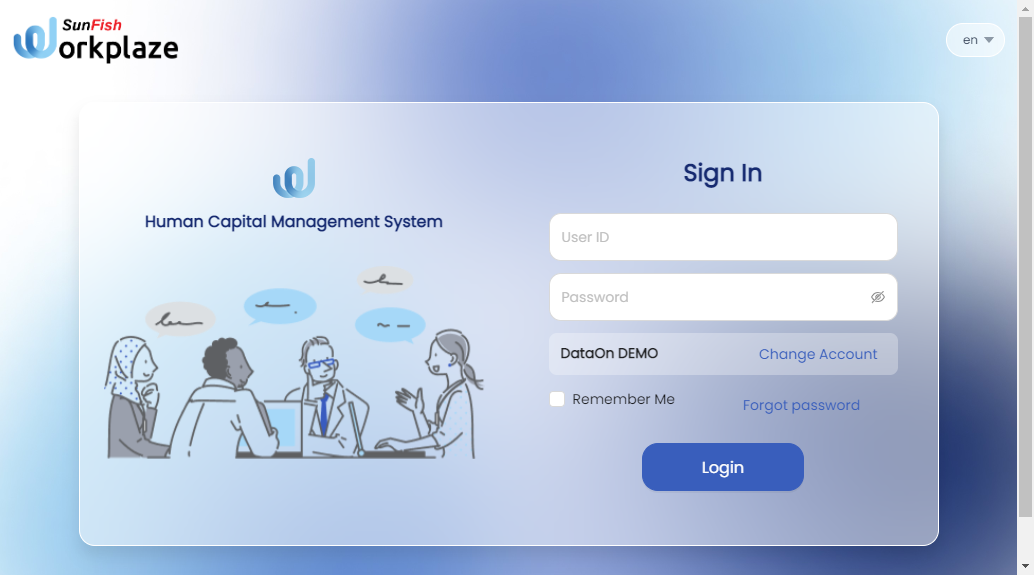 SunFish
Workplaze
en
Human Capital Management System
Sign In
User ID
Password
DataOn DEMO
Change Account
Remember Me
Forgot password
Login